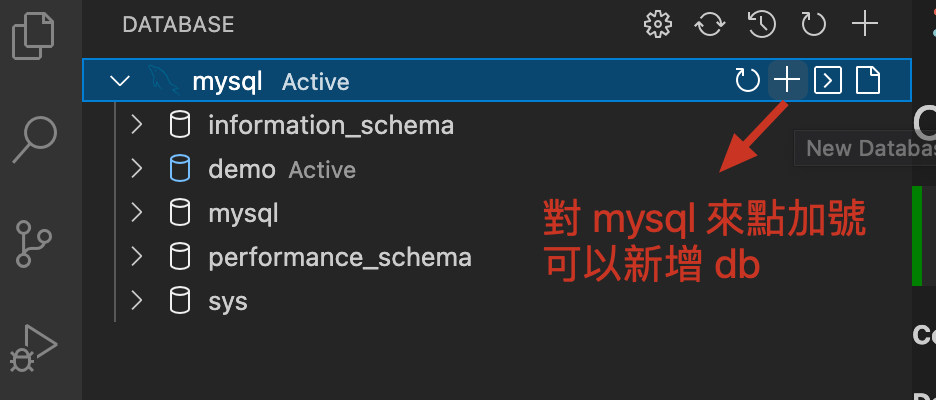 DATABASE
mysql Active
information_schema
demo Active
New Databas
mysql
對 mysql 來點加號
performance_schema
可以新增 db
sys